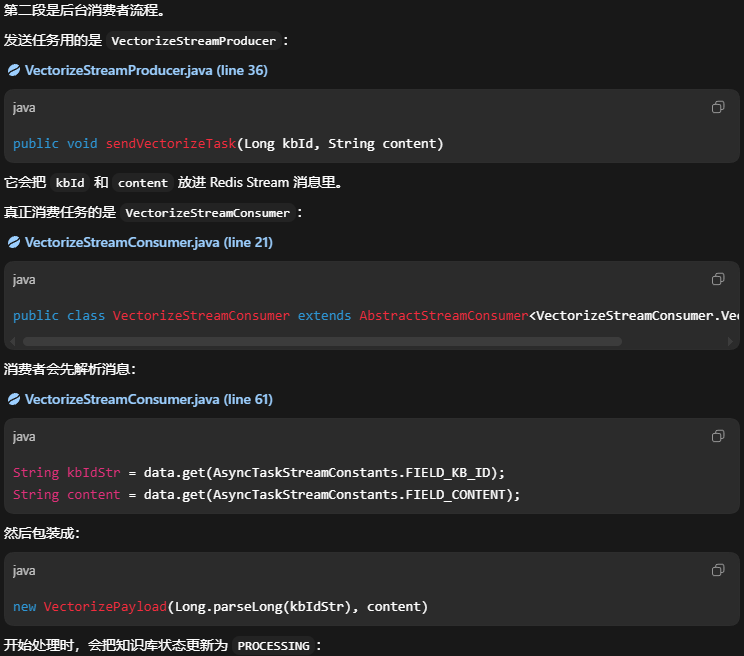 第二段是后台消费者流程。
发送任务用的是 VectorizeStreamProducer：
VectorizeStreamProducer.java (line 36)
java
public void sendVectorizeTask(Long kbId, String content)
它会把 kbId 和 content 放进 Redis Stream 消息里。
真正消费任务的是 VectorizeStreamConsumer：
VectorizeStreamConsumer.java (line 21)
java
public class VectorizeStreamConsumer extends AbstractStreamConsumer<VectorizeStreamConsumer.Vec
消费者会先解析消息：
VectorizeStreamConsumer.java (line 61)
java
String kbIdStr = data.get(AsyncTaskStreamConstants.FIELD_KB_ID);
String content = data.get(AsyncTaskStreamConstants.FIELD_CONTENT);
然后包装成：
java
new VectorizePayload(Long.parseLong(kbIdStr), content)
开始处理时，会把知识库状态更新为 PROCESSING：